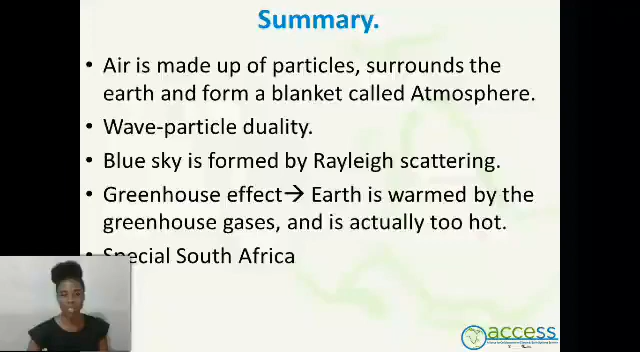 Summary.
• Air is made up of particles, surrounds the
earth and form a blanket called Atmosphere.
• Wave-particle duality.
• Blue sky is formed by Rayleigh scattering.
• Greenhouse effect→ Earth is warmed by the
greenhouse gases, and is actually too hot.
• Special South Africa
access